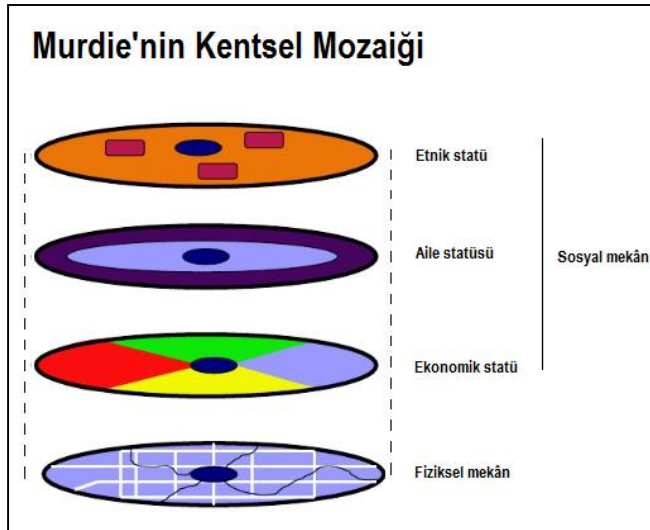 Murdie'nin Kentsel Mozaiği
Etnik statü
Aile statüsü
Sosyal mekân
Ekonomik statü
Fiziksel mekân